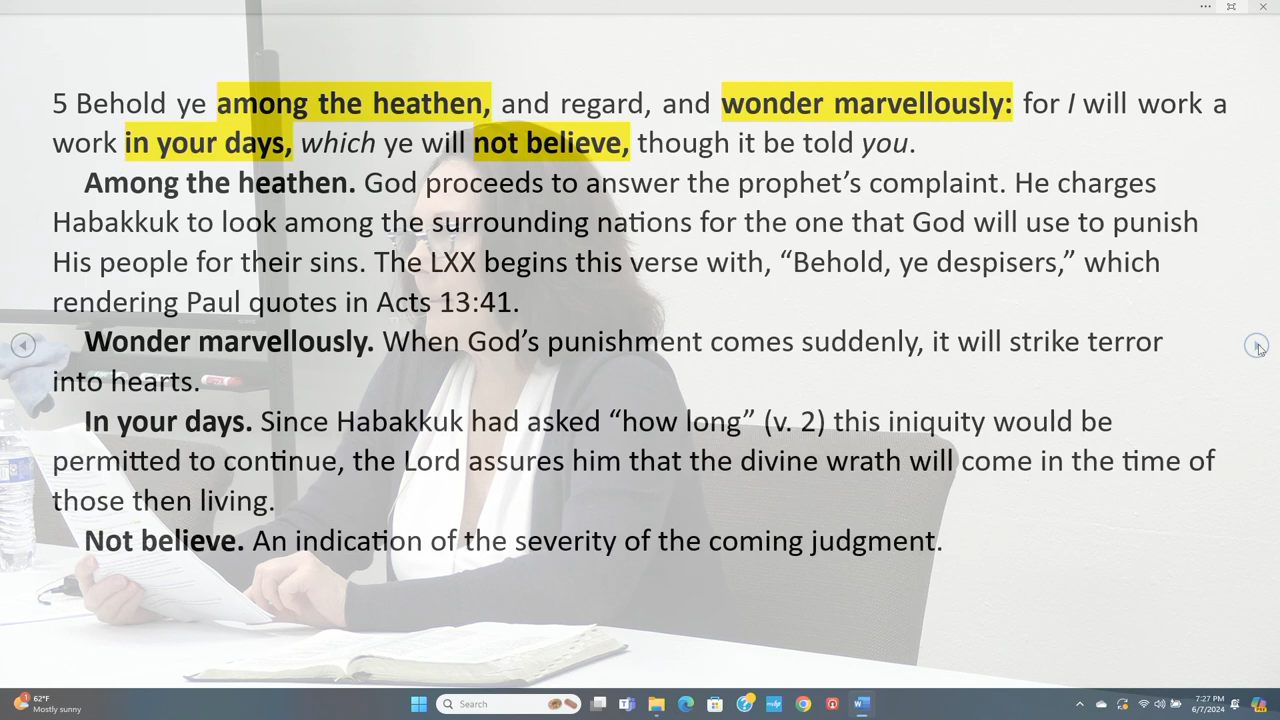 5 Behold ye among the heathen, and regard, and wonder marvellously: for I will work a
work in your days, which ye will not believe, though it be told you.
Among the heathen. God proceeds to answer the prophet’s complaint. He charges
Habakkuk to look among the surrounding nations for the one that God will use to punish
His people for their sins. The LXX begins this verse with, “Behold, ye despisers,” which
rendering Paul quotes in Acts 13:41.
Wonder marvellously. When God’s punishment comes suddenly, it will strike terror
into hearts.
In your days. Since Habakkuk had asked “how long” (v. 2) this iniquity would be
permitted to continue, the Lord assures him that the divine wrath will come in the time of
those then living.
Not believe. An indication of the severity of the coming judgment.
1
62°F
Mostly sunny
Search
7:27 PM
6/7/2024